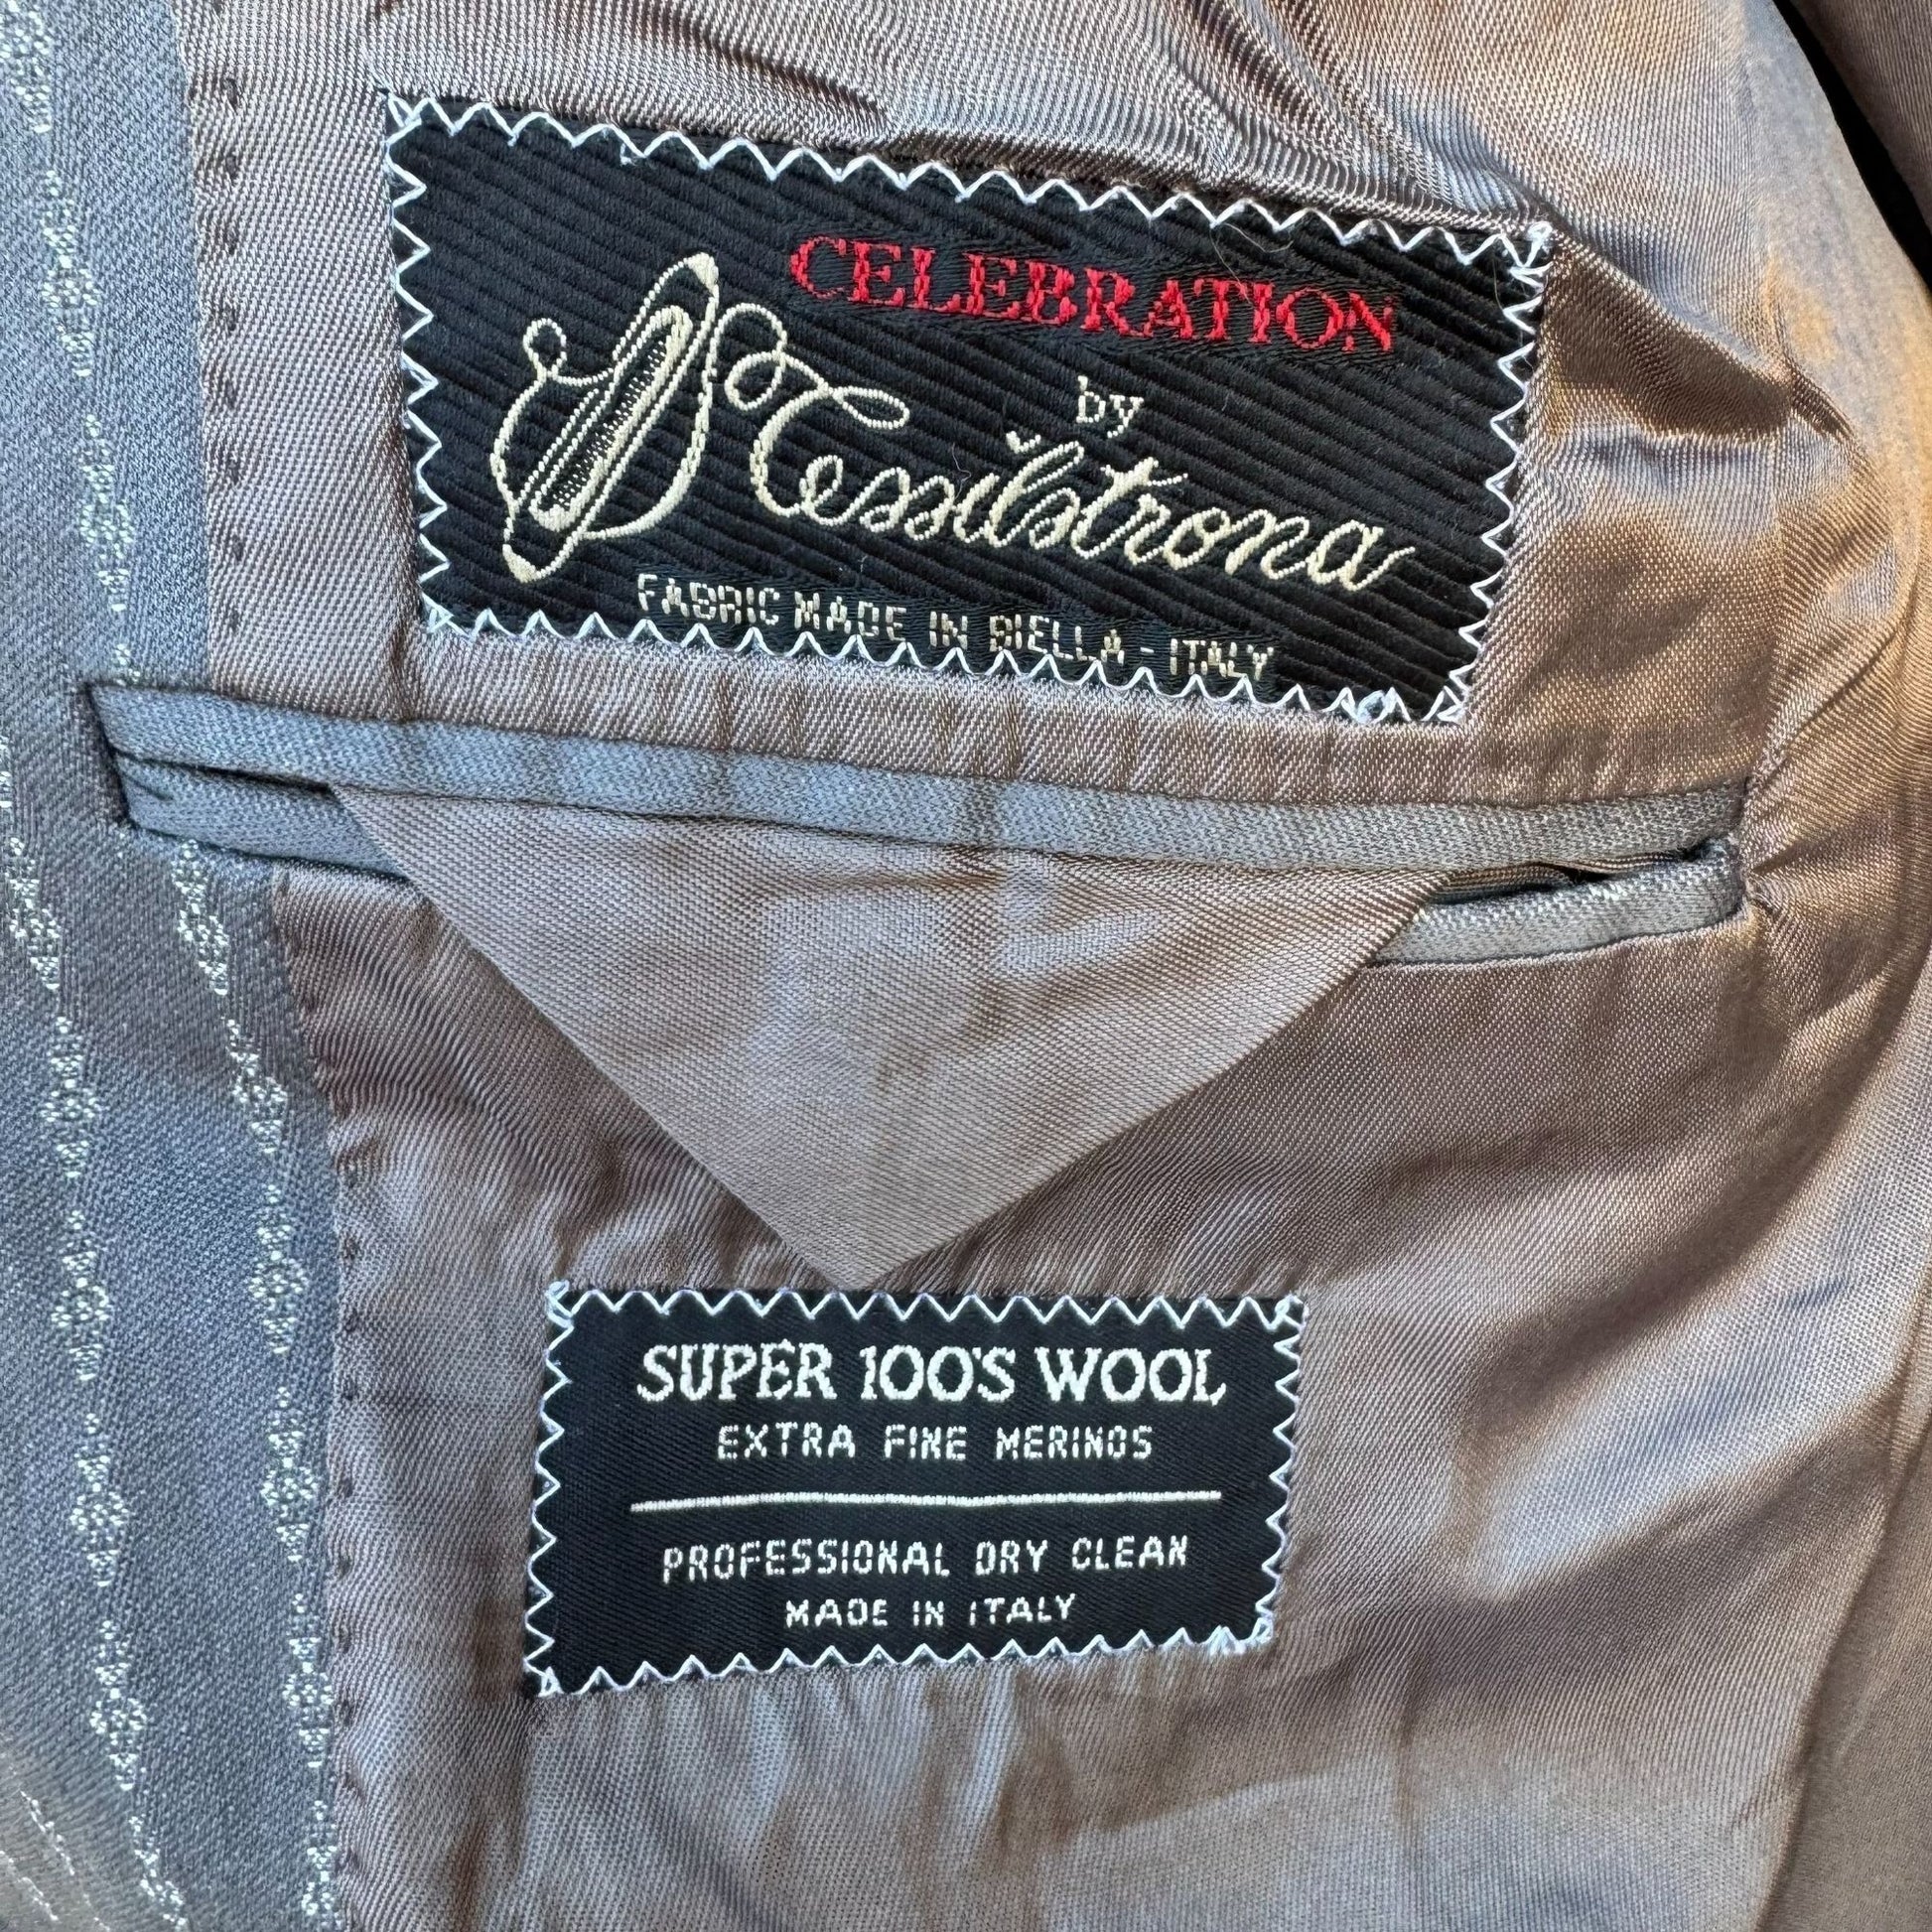 CELEBRATION
by
Tessilstrona
FABRIC MADE IN BIELLA - ITALY
SUPER 100'S WOOL
EXTRA FINE MERINOS
PROFESSIONAL DRY CLEAN
MADE IN ITALY